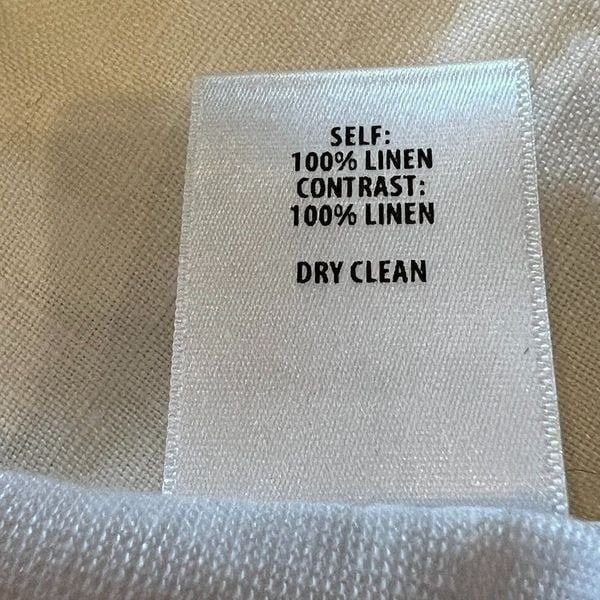 SELF:
100% LINEN
CONTRAST:
100% LINEN
DRY CLEAN